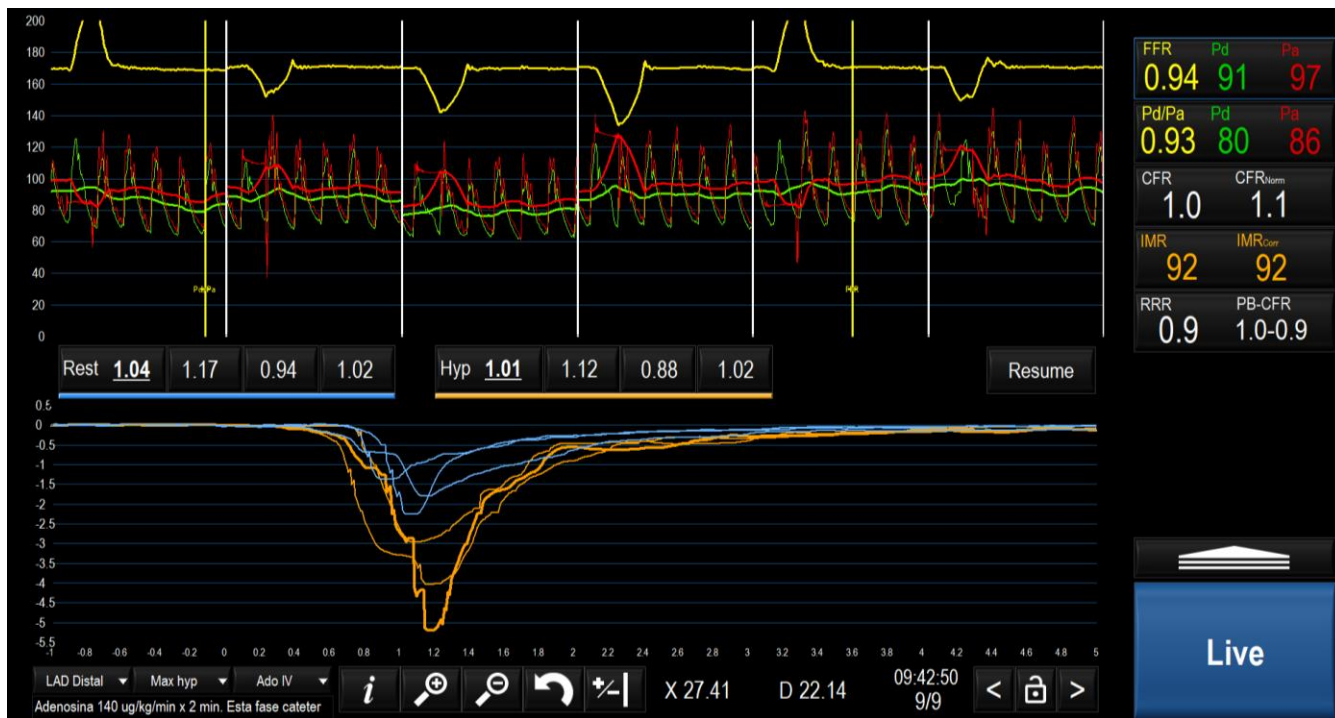 200
180
160
140
120
100
80
60
40
20
0
Pd/Pa
FFR Pd Pa
0.94 91 97
Pd/Pa Pd Pa
0.93 80 86
CFR CFRNorm
1.0 1.1
IMR IMRCorr
92 92
RRR PB-CFR
0.9 1.0-0.9
Rest 1.04 1.17 0.94 1.02 Hyp 1.01 1.12 0.88 1.02 Resume
0.5
0
-0.5
-1
-1.5
-2
-2.5
-3
-3.5
-4
-4.5
-5
-5.5
-1 -0.8 -0.6 -0.4 -0.2 0 0.2 0.4 0.6 0.8 1 1.2 1.4 1.6 1.8 2 2.2 2.4 2.6 2.8 3 3.2 3.4 3.6 3.8 4 4.2 4.4 4.6 4.8 5
LAD Distal Max hyp Ado IV i +/- X 27.41 D 22.14 09:42:50 < >
9/9
Adenosina 140 ug/kg/min x 2 min. Esta fase cateter
Live